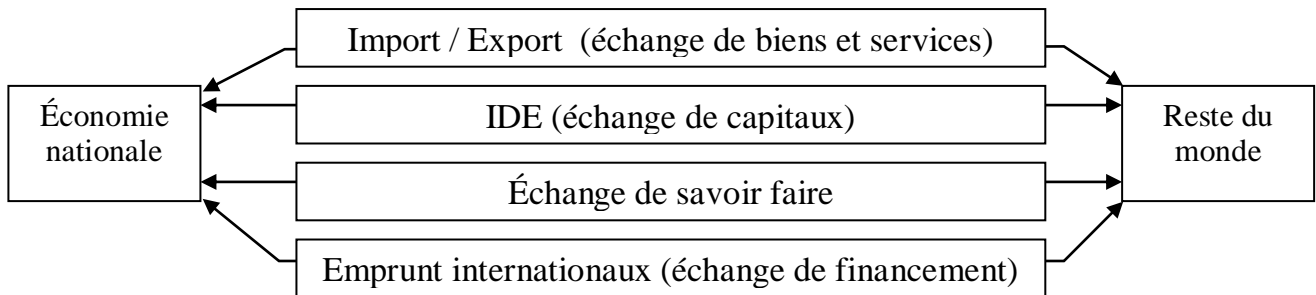 Import / Export (échange de biens et services)
Économie
nationale
IDE (échange de capitaux)
Reste du
monde
Échange de savoir faire
Emprunt internationaux (échange de financement)